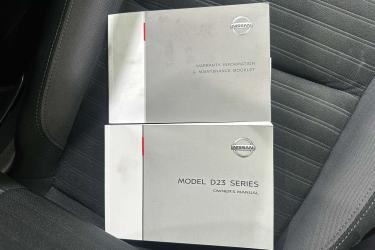 NISSAN
WARRANTY INFORMATION
& MAINTENANCE BOOKLET
NISSAN
MODEL D23 SERIES
OWNER'S MANUAL